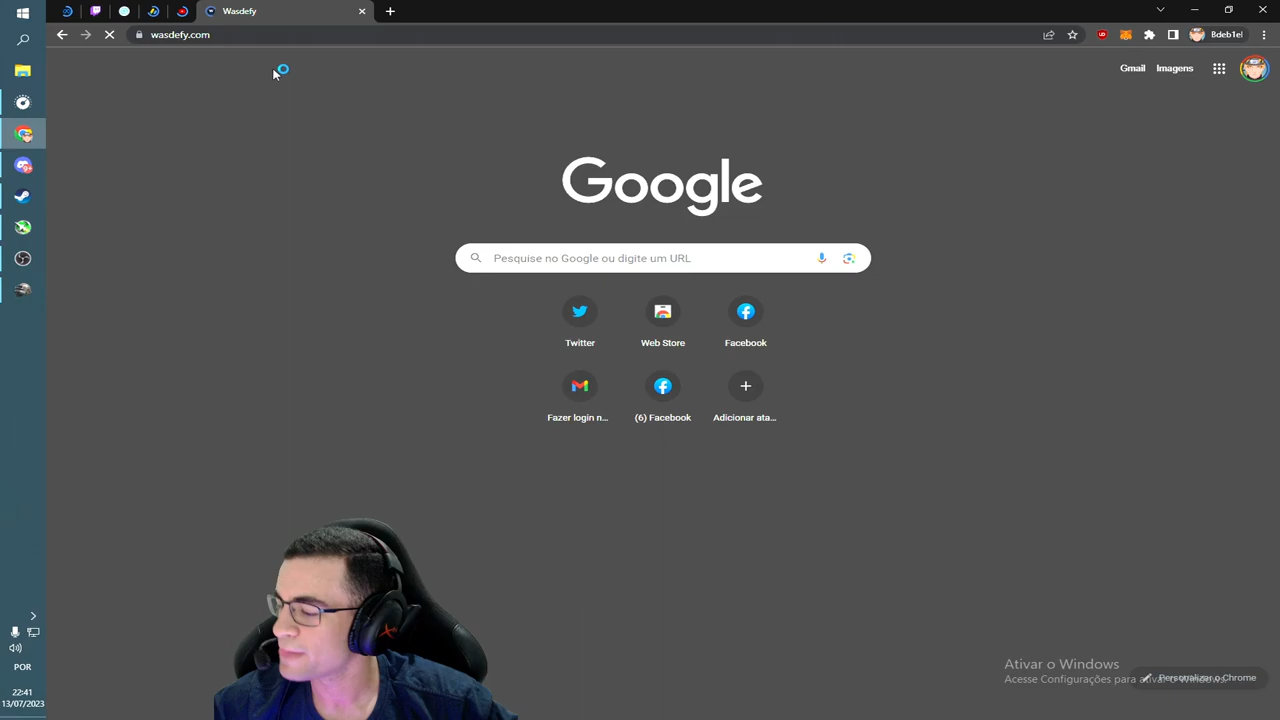 Wasdefy
wasdefy.com
Bdeb1el
Gmail
Imagens
Google
Pesquise no Google ou digite um URL
Twitter
Web Store
Facebook
Fazer login n...
(6) Facebook
Adicionar ata...
Ativar o Windows
Acesse Configurações para ativar o Windows.
Personalizar o Chrome
POR
22:41
13/07/2023